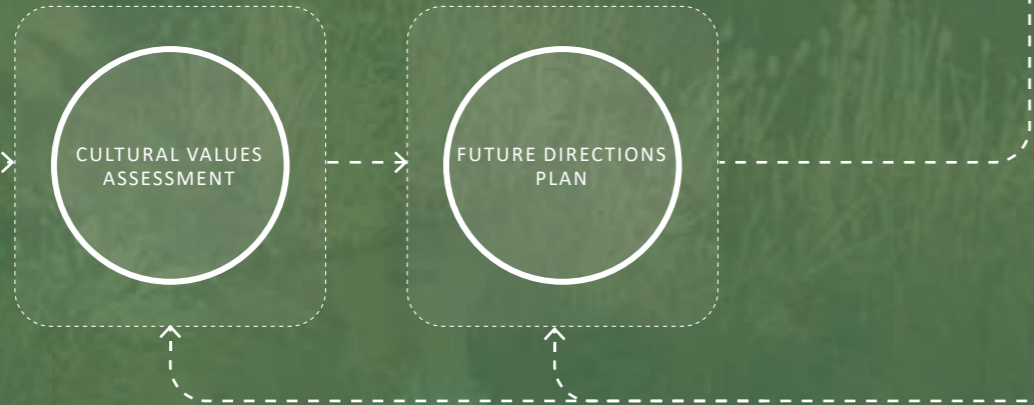 CULTURAL VALUES
ASSESSMENT
FUTURE DIRECTIONS
PLAN